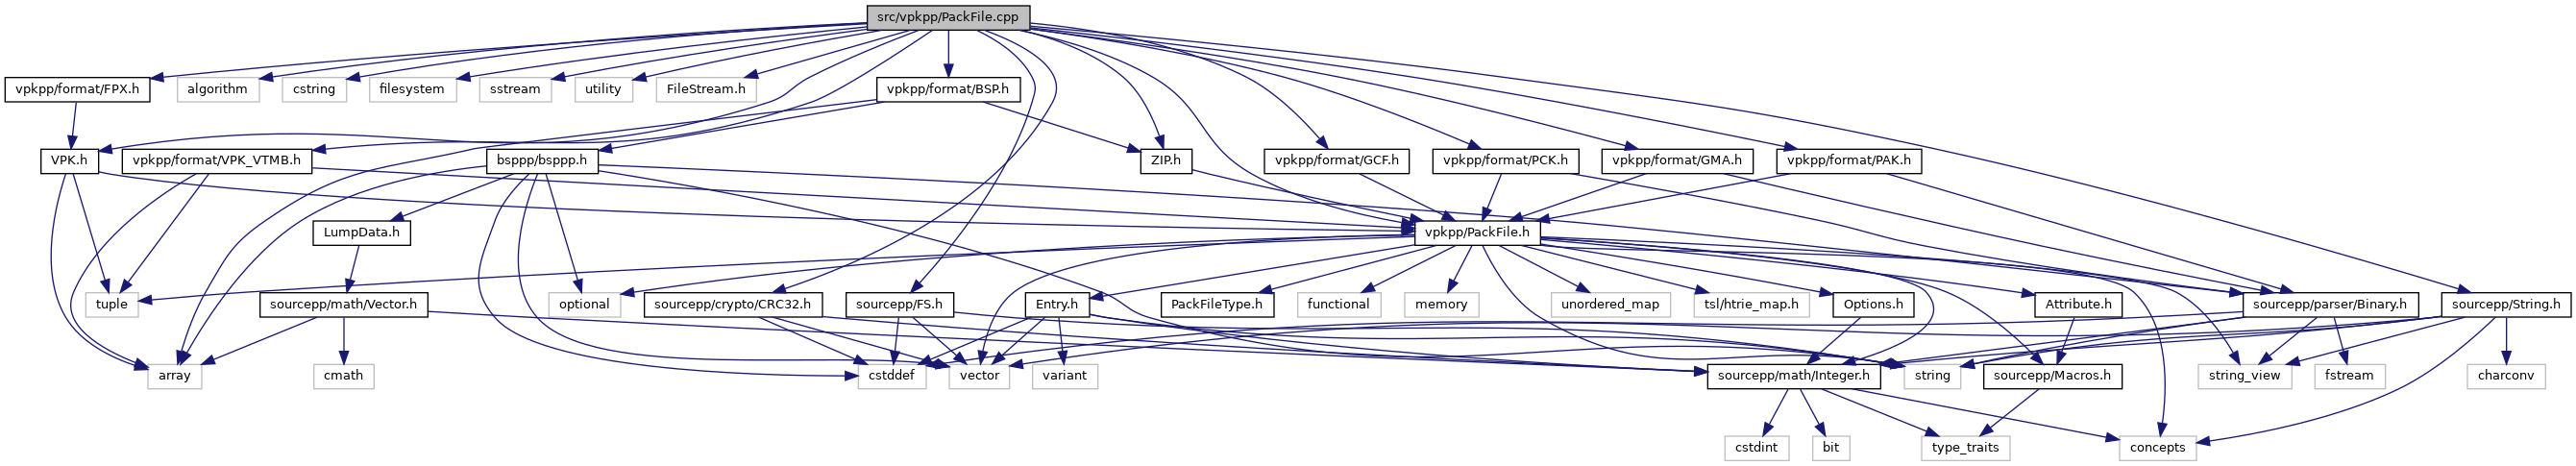 src/vpkpp/PackFile.cpp
vpkpp/format/FPX.h
algorithm
cstring
filesystem
sstream
utility
FileStream.h
vpkpp/format/BSP.h
VPK.h
vpkpp/format/VPK_VTMB.h
bsppp/bsppp.h
ZIP.h
vpkpp/format/GCF.h
vpkpp/format/PCK.h
vpkpp/format/GMA.h
vpkpp/format/PAK.h
LumpData.h
vpkpp/PackFile.h
tuple
sourcepp/math/Vector.h
optional
sourcepp/crypto/CRC32.h
sourcepp/FS.h
Entry.h
PackFileType.h
functional
memory
unordered_map
tsl/htrie_map.h
Options.h
Attribute.h
sourcepp/parser/Binary.h
sourcepp/String.h
array
cmath
cstddef
vector
variant
sourcepp/math/Integer.h
string
sourcepp/Macros.h
string_view
fstream
charconv
cstdint
bit
type_traits
concepts